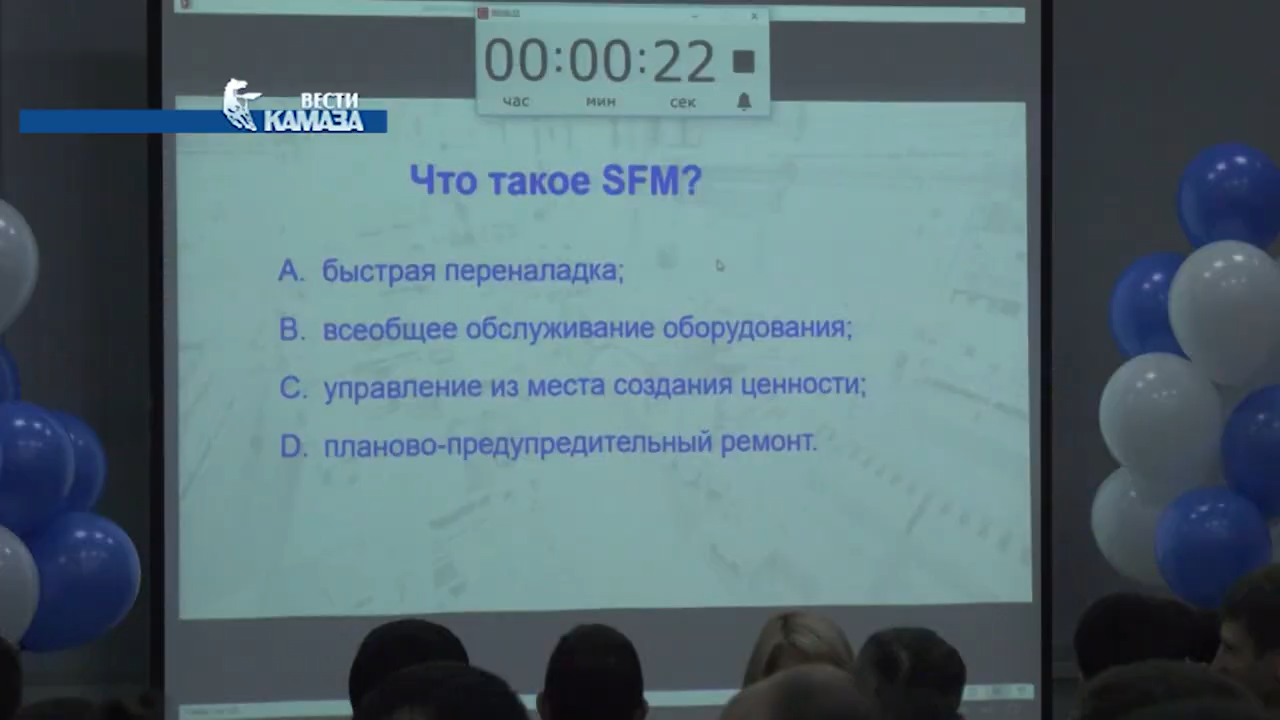 00:00:22
час мин сек
ВЕСТИ
КАМАЗА
Что такое SFM?
A. быстрая переналадка;
B. всеобщее обслуживание оборудования;
C. управление из места создания ценности;
D. планово-предупредительный ремонт.